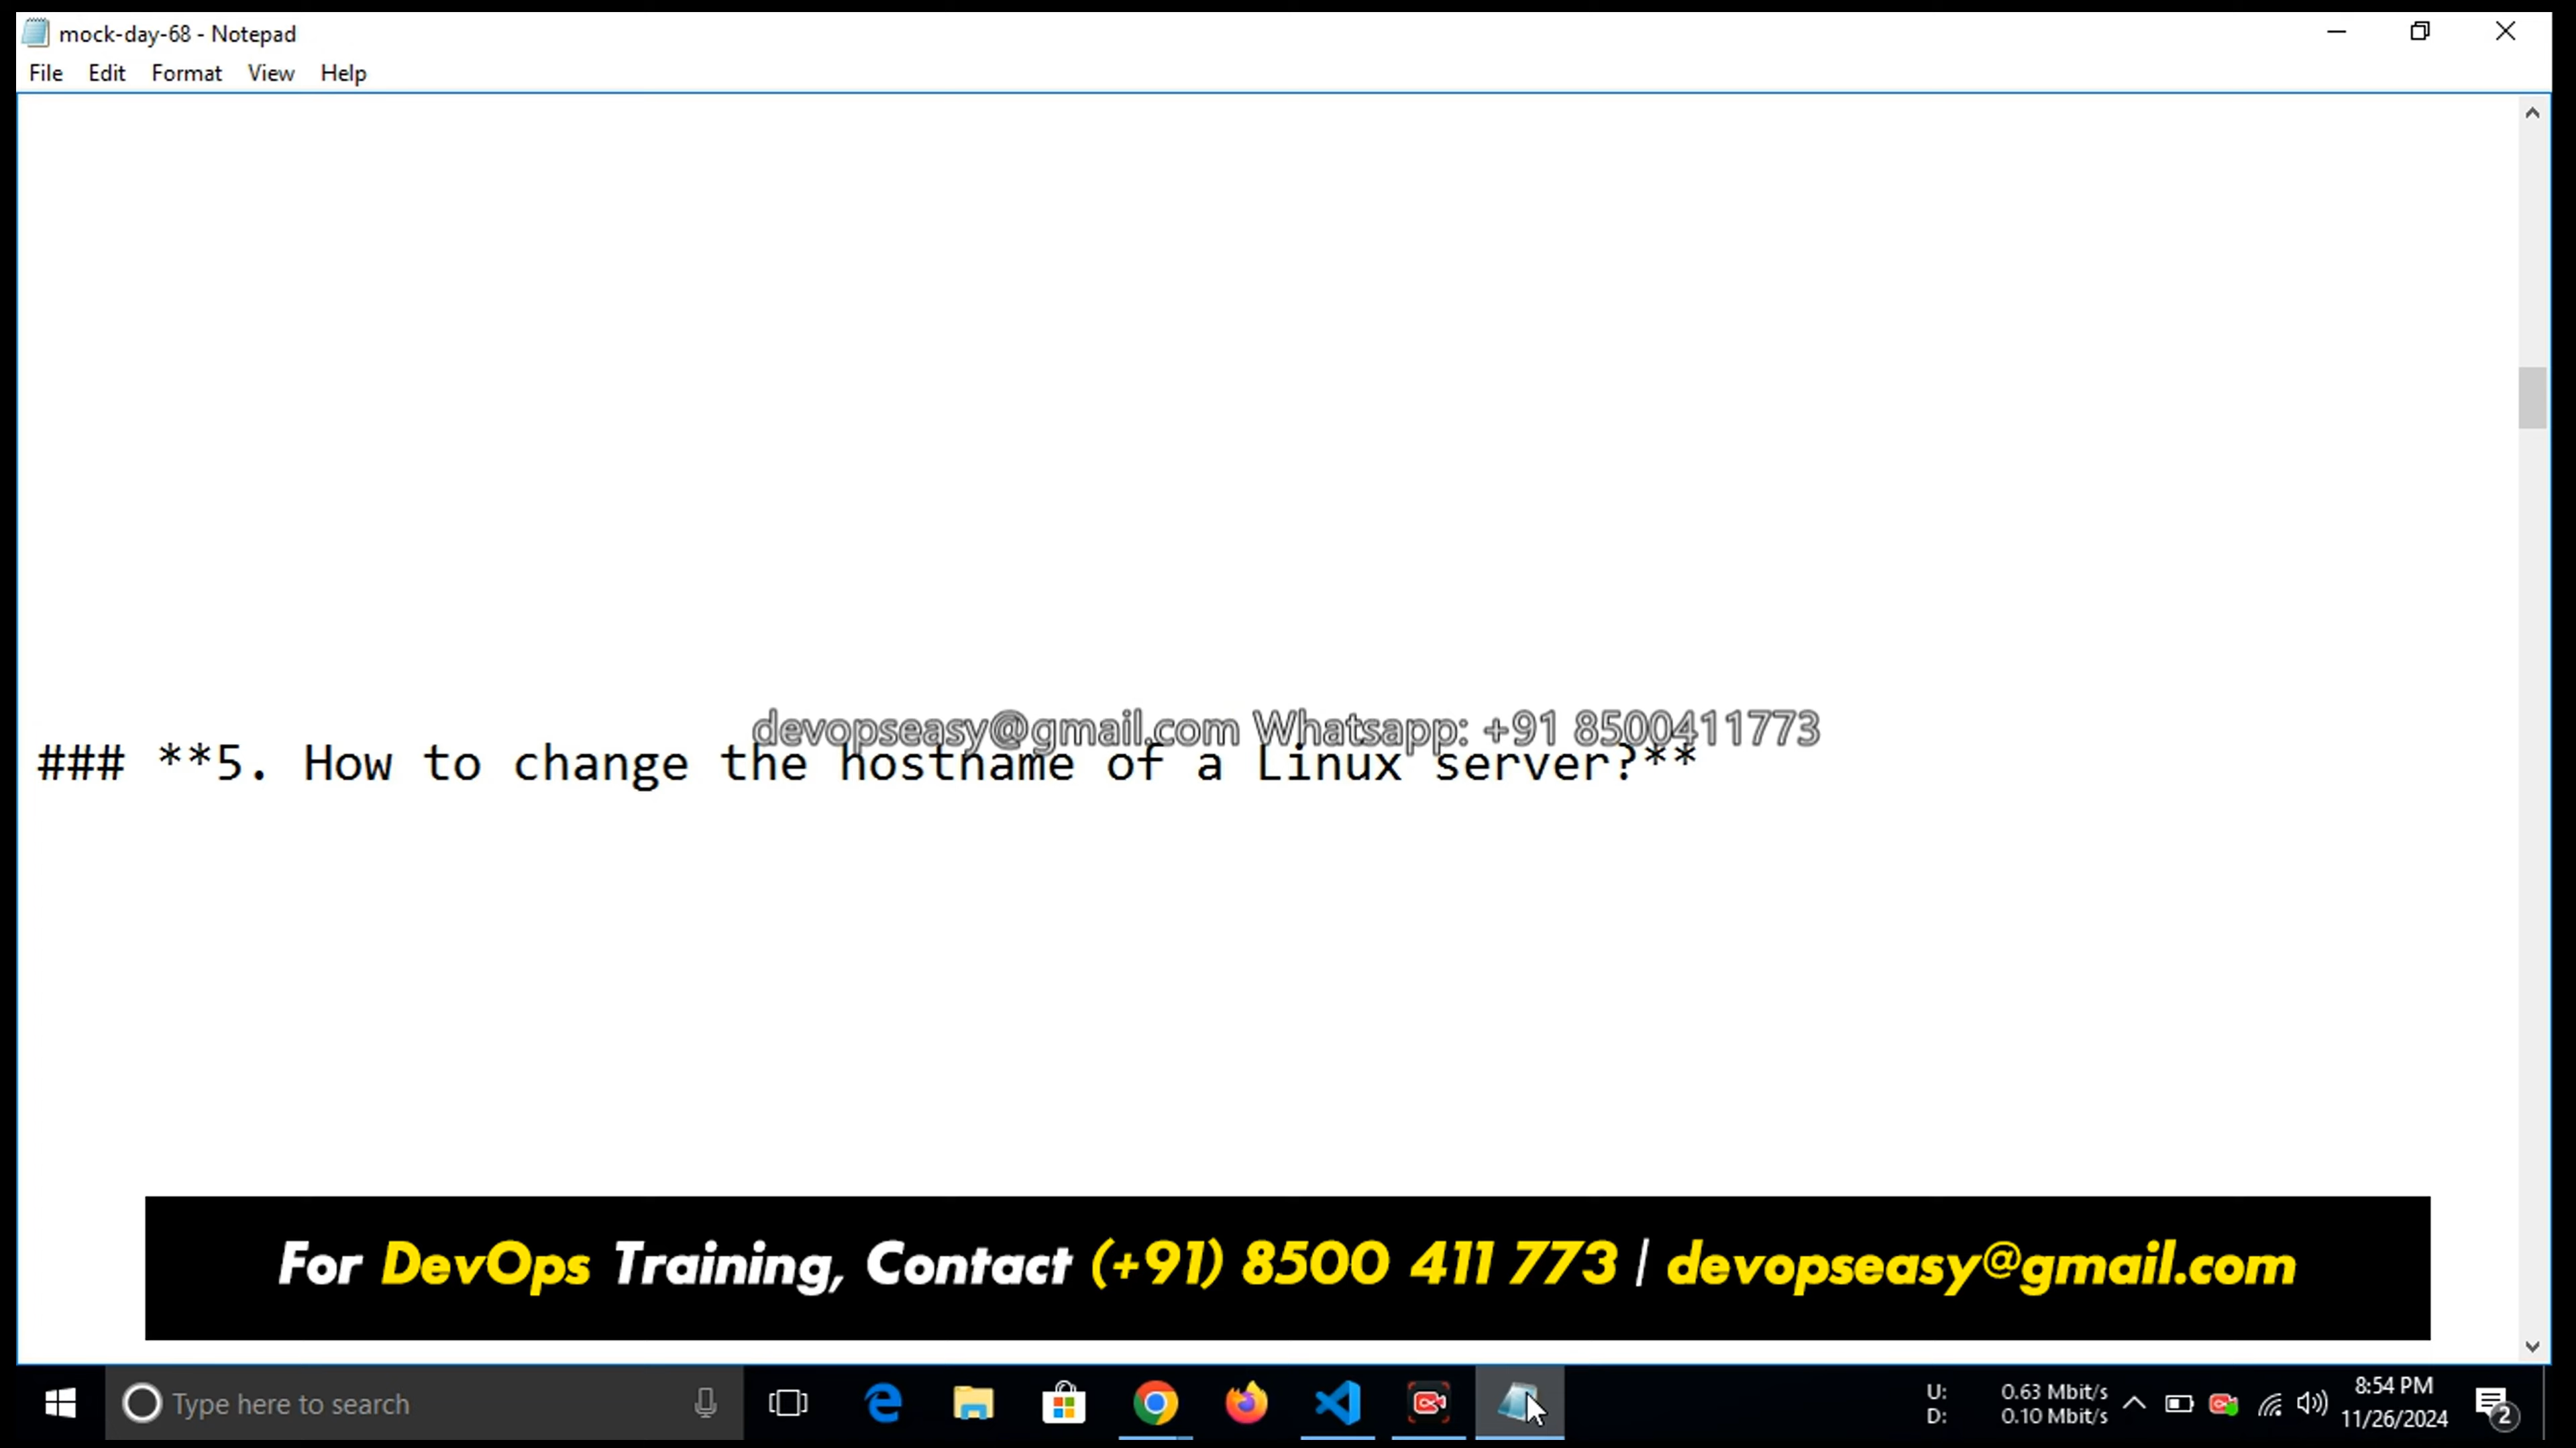 mock-day-68 - Notepad
File Edit Format View Help
devopseasy@gmail.com Whatsapp: +91 8500411773
### **5. How to change the hostname of a Linux server?**
For DevOps Training, Contact (+91) 8500 411 773 | devopseasy@gmail.com
Type here to search
U: 0.63 Mbit/s
D: 0.10 Mbit/s
8:54 PM
11/26/2024
2